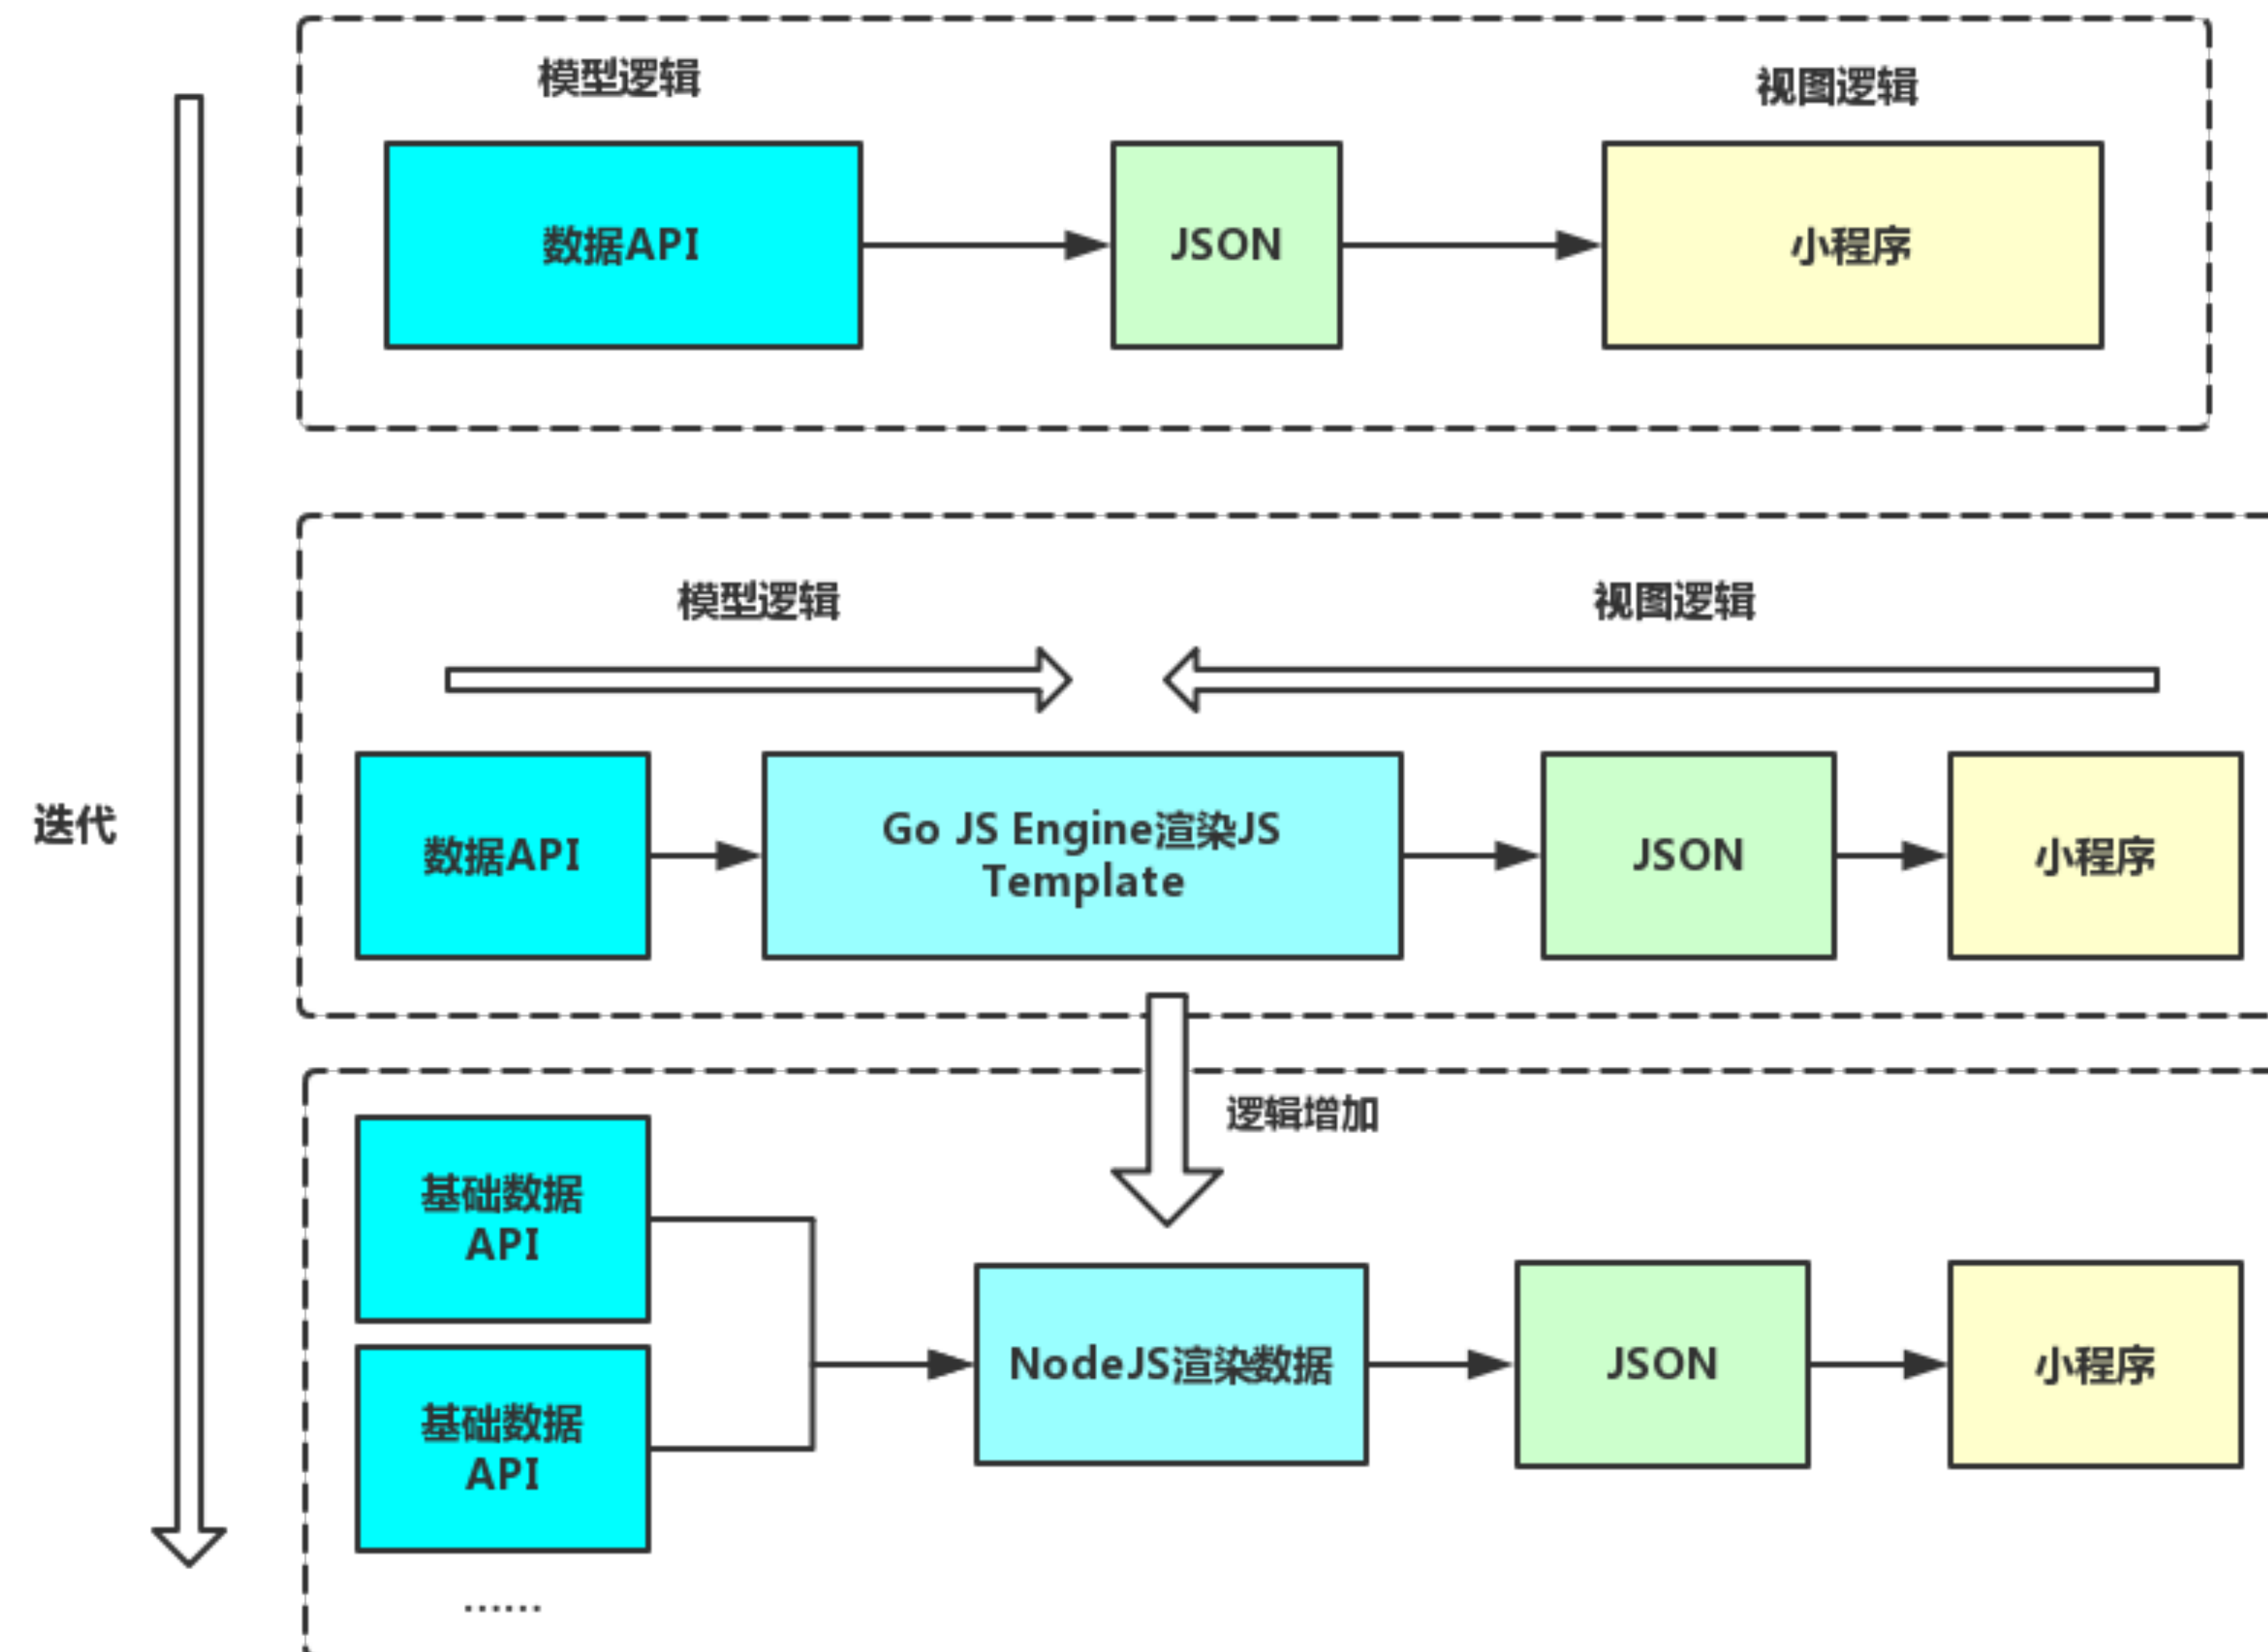 模型逻辑
视图逻辑
数据API
JSON
小程序
模型逻辑
视图逻辑
迭代
数据API
Go JS Engine渲染JS
Template
JSON
小程序
逻辑增加
基础数据
API
基础数据
API
NodeJS渲染数据
JSON
小程序
······